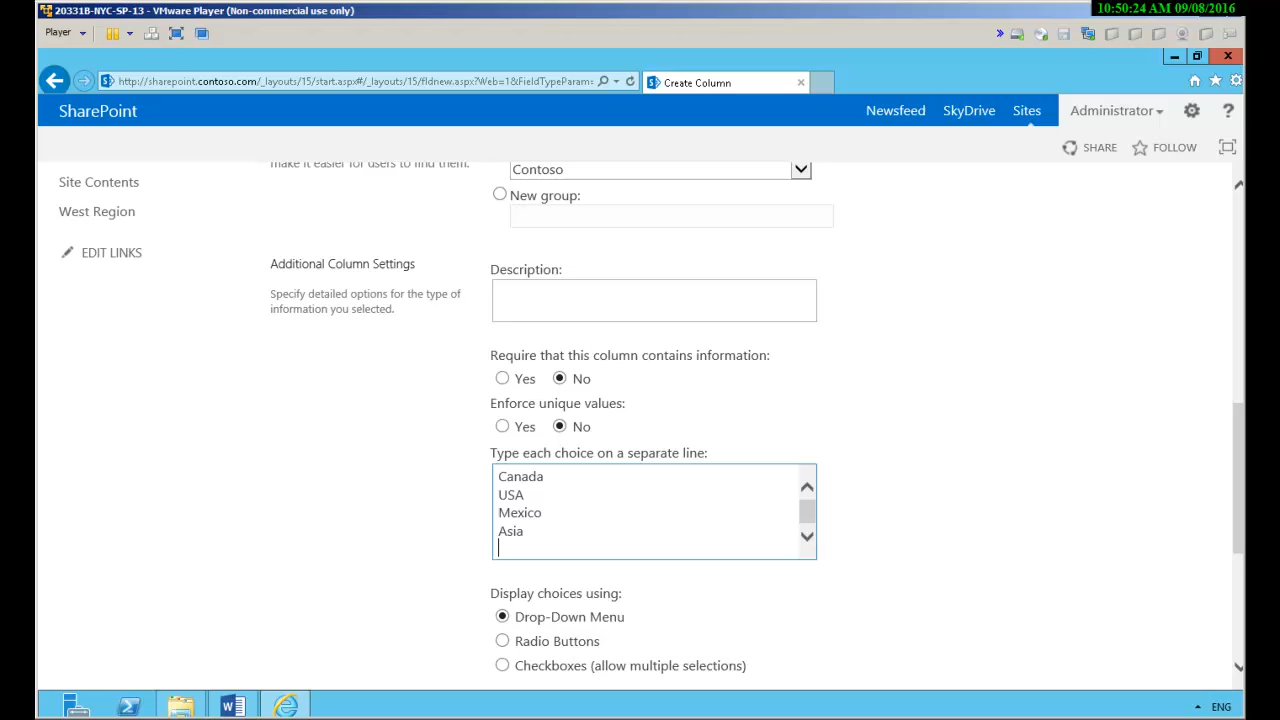 20331B-NYC-SP-13 - VMware Player (Non-commercial use only)
10:50:24 AM 09/08/2016
Player
http://sharepoint.contoso.com/_layouts/15/start.aspx#/_layouts/15/fldnew.aspx?Web=1&FieldTypeParam=
Create Column
SharePoint
Newsfeed SkyDrive Sites Administrator ?
SHARE FOLLOW
make it easier for users to find them.
Contoso
Site Contents
New group:
West Region
EDIT LINKS
Additional Column Settings
Description:
Specify detailed options for the type of
information you selected.
Require that this column contains information:
Yes No
Enforce unique values:
Yes No
Type each choice on a separate line:
Canada
USA
Mexico
Asia
Display choices using:
Drop-Down Menu
Radio Buttons
Checkboxes (allow multiple selections)
ENG